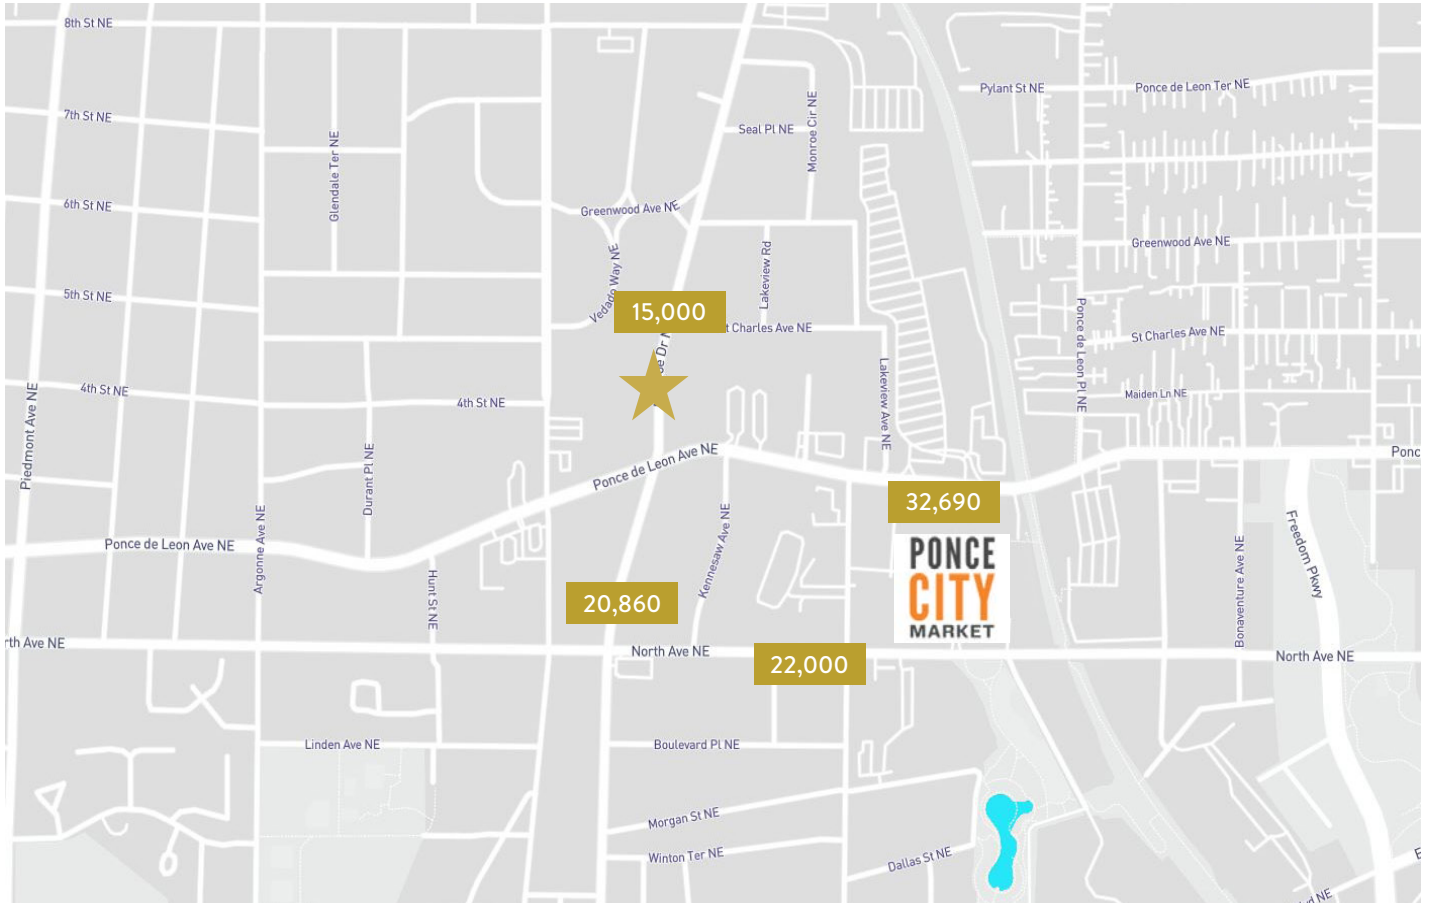 8th St NE
Pylant St NE
Ponce de Leon Ter NE
7th St NE
Seal Pl NE
Monroe Cir NE
Glendale Ter NE
6th St NE
Greenwood Ave NE
Greenwood Ave NE
Vedado Way NE
Lakeview Rd
5th St NE
15,000
t Charles Ave NE
St Charles Ave NE
Ponce de Leon Pl NE
Dr N
4th St NE
4th St NE
Lakeview Ave NE
Maiden Ln NE
Piedmont Ave NE
Durant Pl NE
Ponce de Leon Ave NE
Ponc
32,690
Ponce de Leon Ave NE
Argonne Ave NE
Kennesaw Ave NE
Freedom Pkwy
PONCE
CITY
MARKET
Hunt St NE
20,860
Bonaventure Ave NE
rth Ave NE
North Ave NE
22,000
North Ave NE
Linden Ave NE
Boulevard Pl NE
Morgan St NE
Winton Ter NE
Dallas St NE
E
vd NE